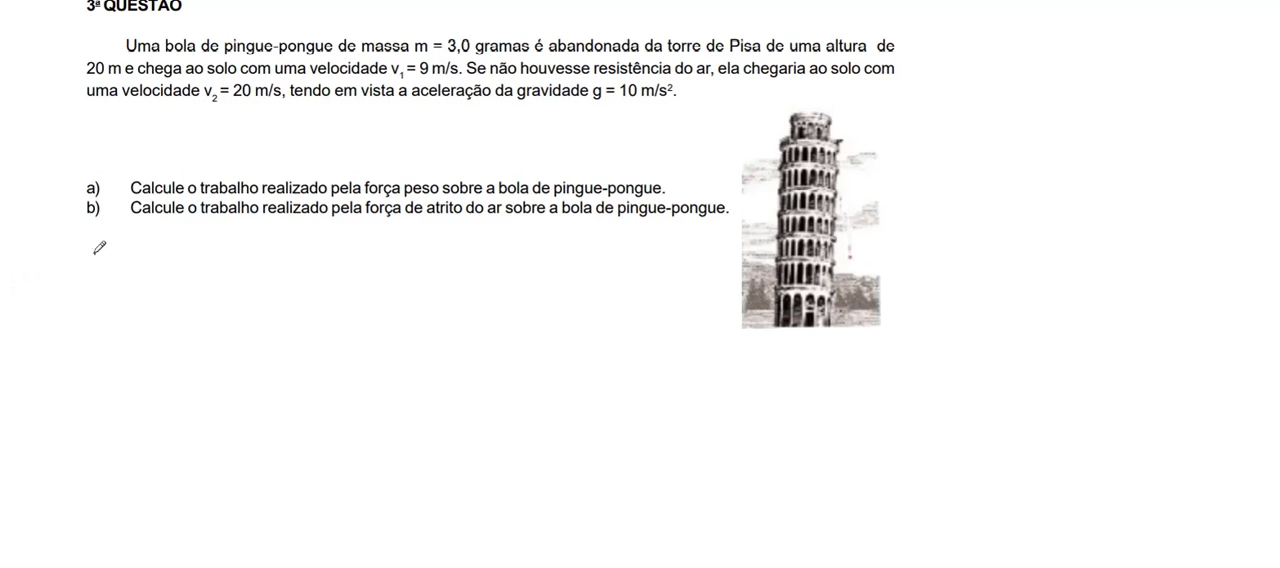 3ª QUESTÃO
Uma bola de pingue-pongue de massa m = 3,0 gramas é abandonada da torre de Pisa de uma altura de
20 m e chega ao solo com uma velocidade v₁ = 9 m/s. Se não houvesse resistência do ar, ela chegaria ao solo com
uma velocidade v₂ = 20 m/s, tendo em vista a aceleração da gravidade g = 10 m/s².
a) Calcule o trabalho realizado pela força peso sobre a bola de pingue-pongue.
b) Calcule o trabalho realizado pela força de atrito do ar sobre a bola de pingue-pongue.